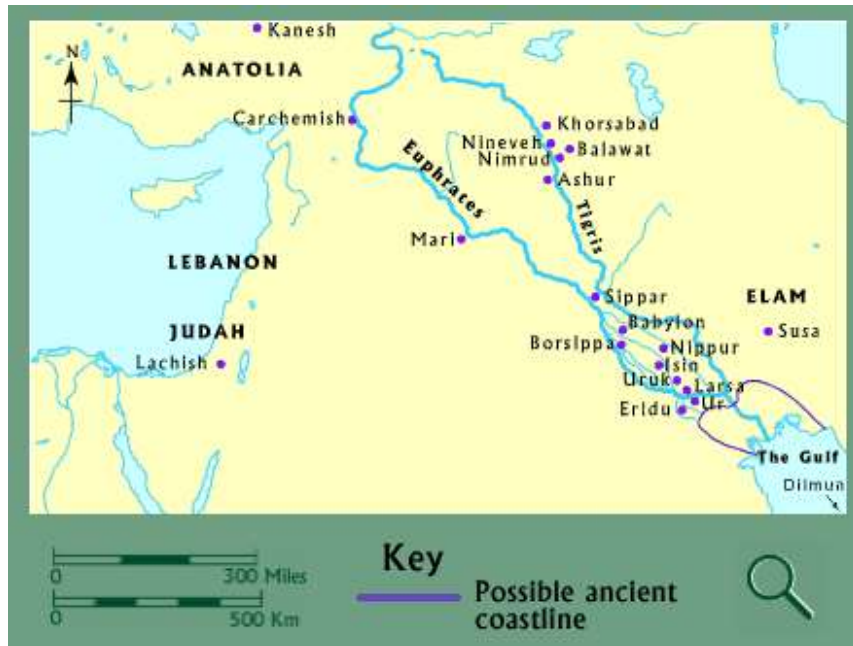 Kanesh
N
ANATOLIA
Carchemish
Khorsabad
Nineveh
Balawat
Nimrud
Ashur
Euphrates
Tigris
Mari
LEBANON
Sippar
ELAM
JUDAH
Babylon
Susa
Borsippa
Nippur
Lachish
Isin
Uruk
Larsa
Ur
Eridu
The Gulf
Dilmun
Key
0 300 Miles
Possible ancient
coastline
0 500 Km